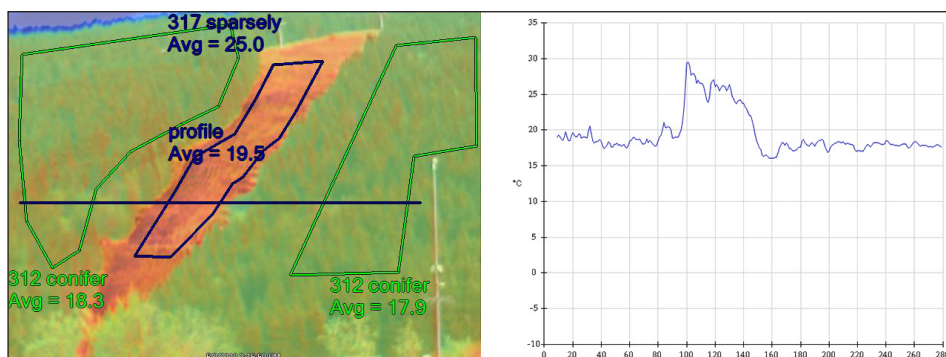 317 sparsely
Avg = 25.0
profile
Avg = 19.5
312 conifer
Avg = 18.3
312 conifer
Avg = 17.9
35
30
25
20
15
°C
10
5
0
-5
-10
0 20 40 60 80 100 120 140 160 180 200 220 240 260 280